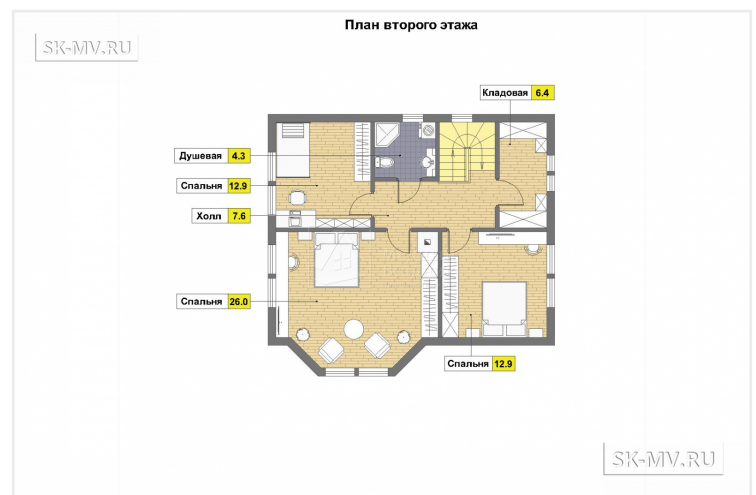 План второго этажа
SK-MV.RU
Кладовая 6.4
Душевая 4.3
Спальня 12.9
Холл 7.6
Спальня 26.0
Спальня 12.9
SK-MV.RU